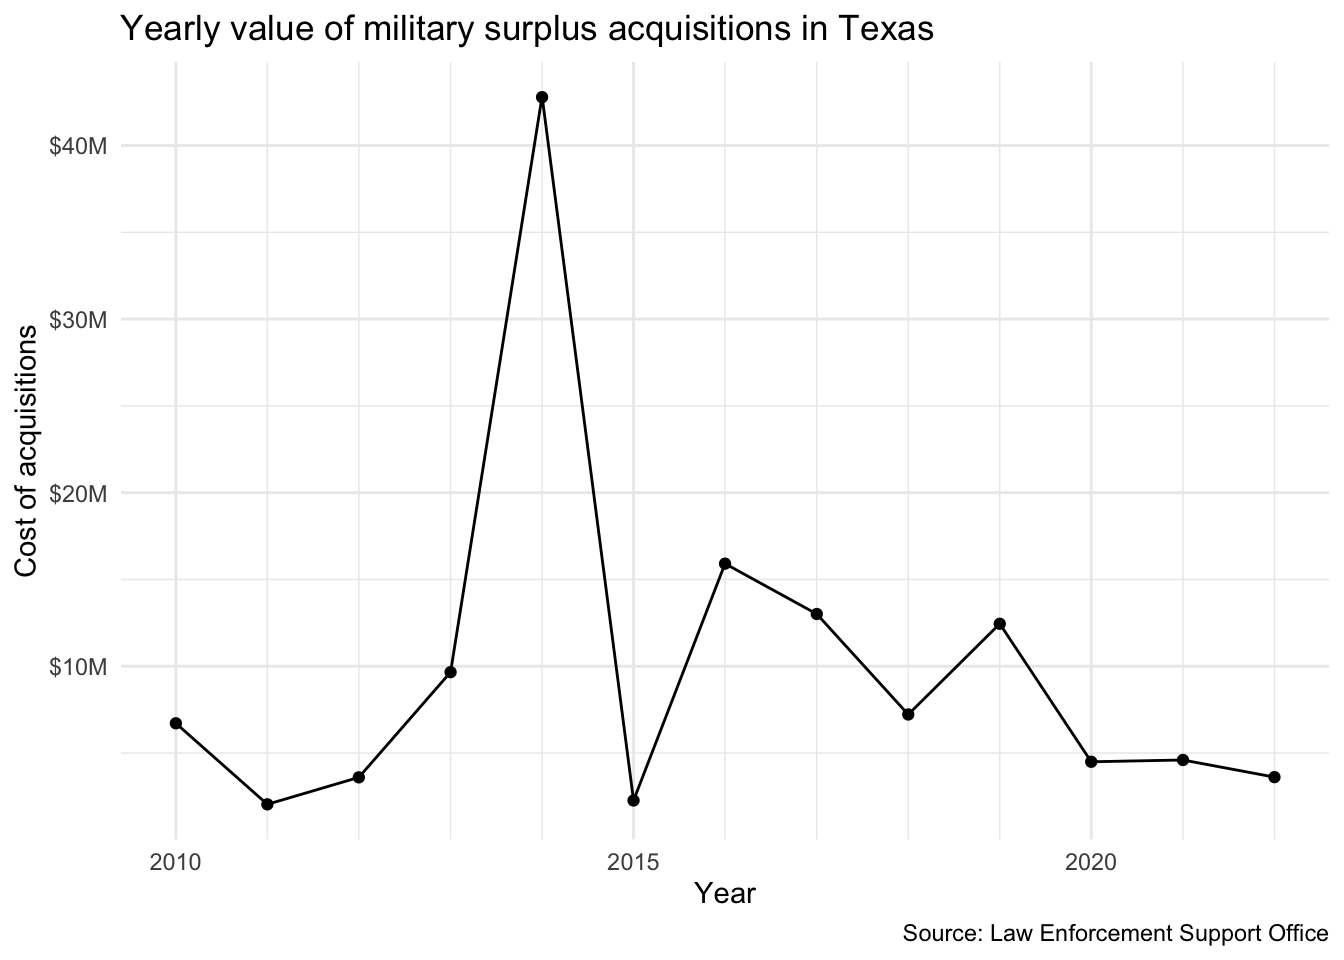 Yearly value of military surplus acquisitions in Texas
Cost of acquisitions
$40M
$30M
$20M
$10M
2010 2015 2020
Year
Source: Law Enforcement Support Office